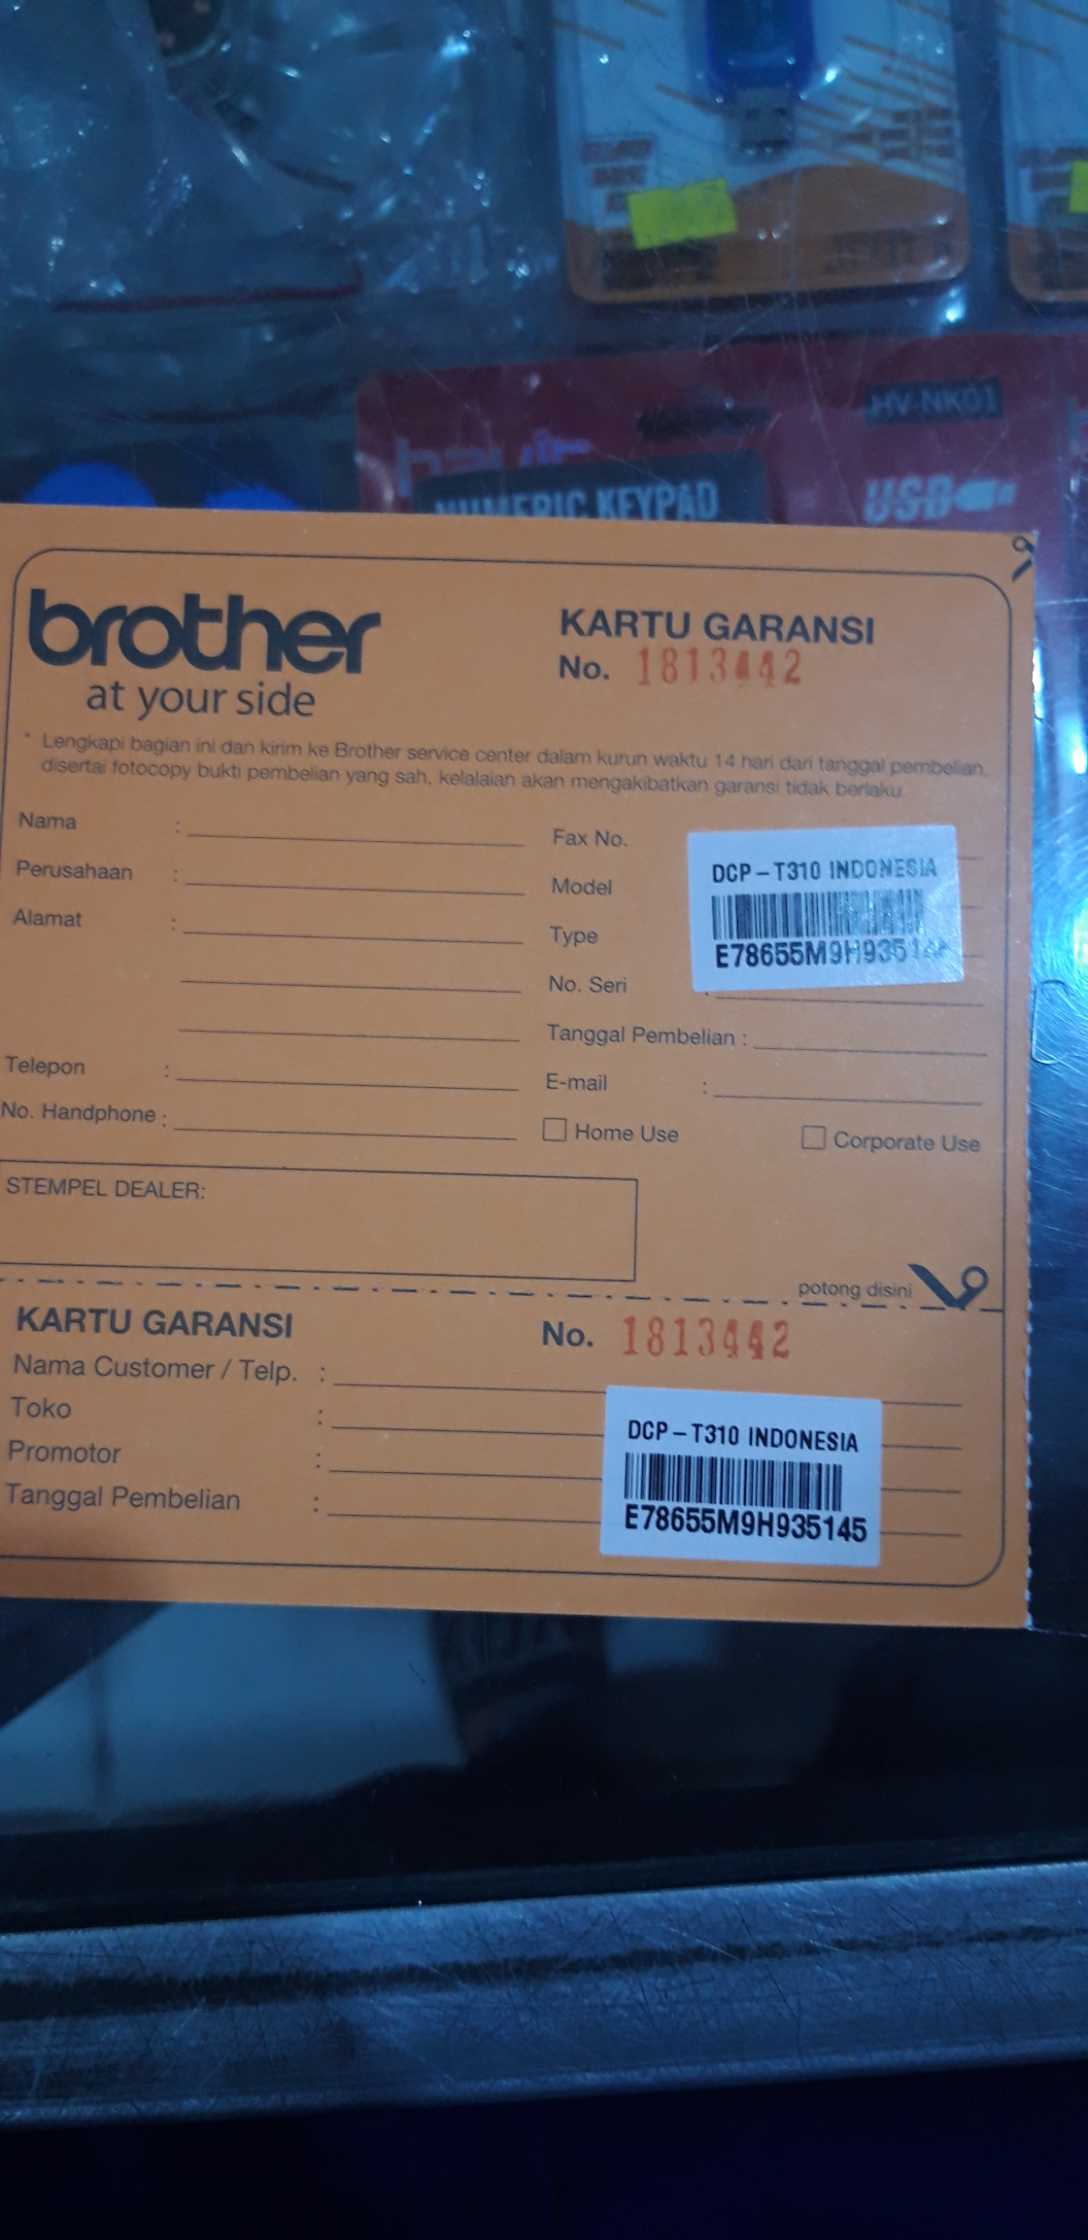 HV-NK01
NUMERIC KEYPAD
USB
brother
at your side
KARTU GARANSI
No. 1813442
* Lengkapi bagian ini dan kirim ke Brother service center dalam kurun waktu 14 hari dari tanggal pembelian,
disertai fotocopy bukti pembelian yang sah, kelalaian akan mengakibatkan garansi tidak berlaku
Nama :
Perusahaan :
Alamat :
Telepon :
No. Handphone :
Fax No.
Model
Type
No. Seri :
Tanggal Pembelian :
E-mail :
Home Use
Corporate Use
DCP-T310 INDONESIA
E78655M9H93514
STEMPEL DEALER:
potong disini
KARTU GARANSI
No. 1813442
Nama Customer / Telp. :
Toko :
Promotor :
Tanggal Pembelian :
DCP-T310 INDONESIA
E78655M9H935145